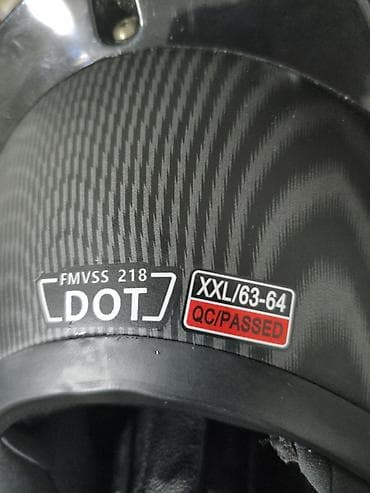 FMVSS 218
DOT
XXL/63-64
QC/PASSED